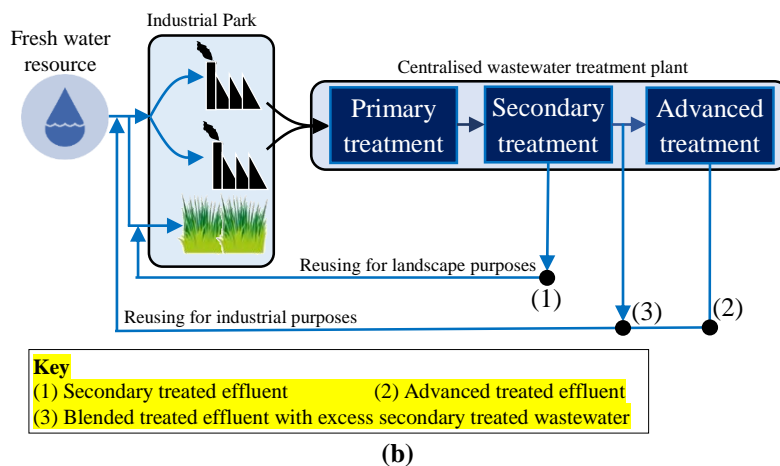 Industrial Park
Fresh water
resource
Centralised wastewater treatment plant
Primary
treatment
Secondary
treatment
Advanced
treatment
Reusing for landscape purposes
(1)
Reusing for industrial purposes
(3)
(2)
Key
(1) Secondary treated effluent (2) Advanced treated effluent
(3) Blended treated effluent with excess secondary treated wastewater
(b)